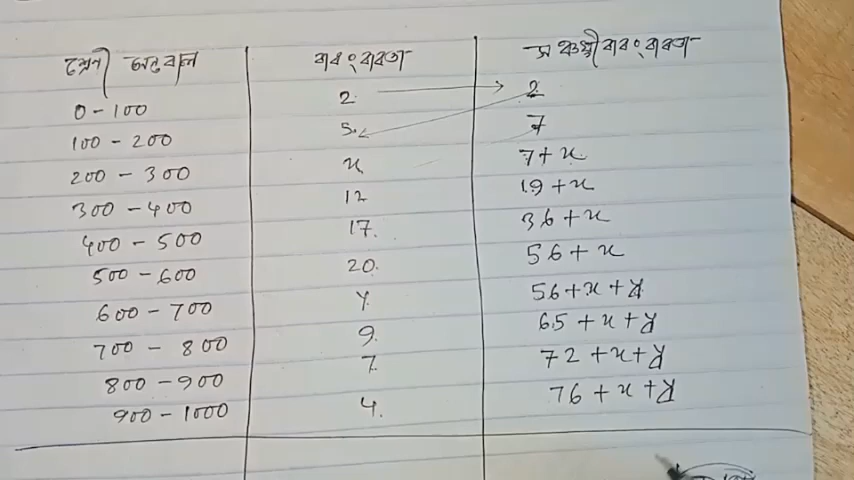 শ্রেণী অন্তৰাল বাৰংবাৰতা সঞ্চয়ী বাৰংবাৰতা
0-100 2 2
100-200 5 7
200-300 x 7+x
300-400 12 19+x
400-500 17 36+x
500-600 20 56+x
600-700 y 56+x+y
700-800 9 65+x+y
800-900 7 72+x+y
900-1000 4 76+x+y